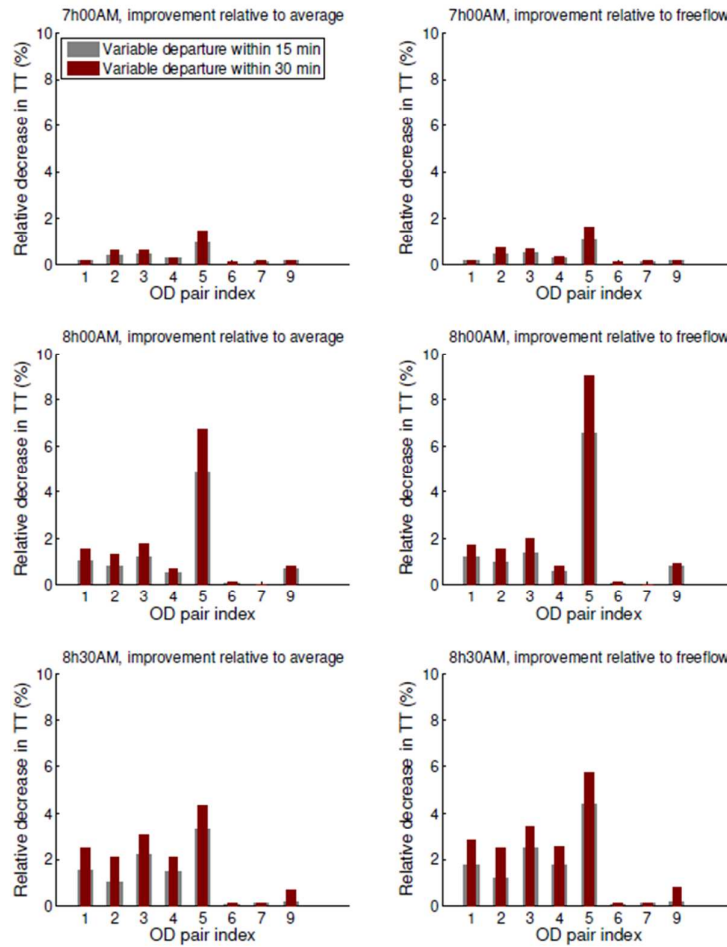 7h00AM, improvement relative to average
10
8
6
4
2
0
Relative decrease in TT (%)
Variable departure within 15 min
Variable departure within 30 min
1 2 3 4 5 6 7 9
OD pair index
7h00AM, improvement relative to freeflow
10
8
6
4
2
0
Relative decrease in TT (%)
1 2 3 4 5 6 7 9
OD pair index
8h00AM, improvement relative to average
10
8
6
4
2
0
Relative decrease in TT (%)
1 2 3 4 5 6 7 9
OD pair index
8h00AM, improvement relative to freeflow
10
8
6
4
2
0
Relative decrease in TT (%)
1 2 3 4 5 6 7 9
OD pair index
8h30AM, improvement relative to average
10
8
6
4
2
0
Relative decrease in TT (%)
1 2 3 4 5 6 7 9
OD pair index
8h30AM, improvement relative to freeflow
10
8
6
4
2
0
Relative decrease in TT (%)
1 2 3 4 5 6 7 9
OD pair index